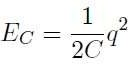 E_C = \frac{1}{2C} q^2